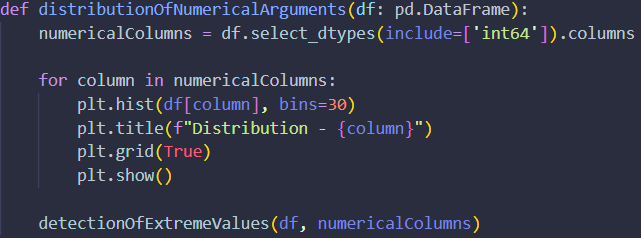 def distributionOfNumericalArguments(df: pd.DataFrame):
    numericalColumns = df.select_dtypes(include=['int64']).columns

    for column in numericalColumns:
        plt.hist(df[column], bins=30)
        plt.title(f"Distribution - {column}")
        plt.grid(True)
        plt.show()

    detectionOfExtremeValues(df, numericalColumns)